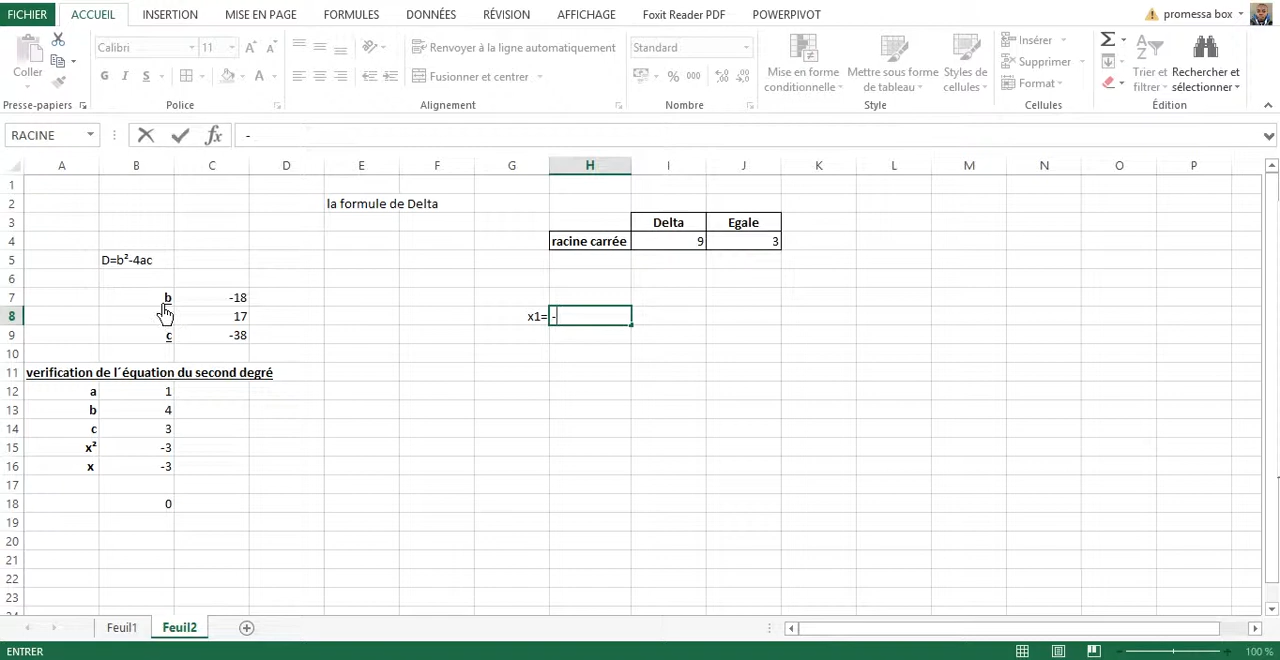 FICHIER ACCUEIL INSERTION MISE EN PAGE FORMULES DONNÉES RÉVISION AFFICHAGE Foxit Reader PDF POWERPIVOT promessa box
Coller Calibri 11 Renvoyer à la ligne automatiquement Standard Mise en forme conditionnelle Mettre sous forme de tableau Styles de cellules Insérer Trier et filtrer Rechercher et sélectionner
G I S Fusionner et centrer % 000 Supprimer
Format
Presse-papiers Police Alignement Nombre Style Cellules Édition
RACINE fx -
A B C D E F G H I J K L M N O P
1
2 la formule de Delta
3 Delta Egale
4 racine carrée 9 3
5 D=b²-4ac
6
7 b -18
8 17 x1= -
9 c -38
10
11 verification de l´équation du second degré
12 a 1
13 b 4
14 c 3
15 x² -3
16 x -3
17
18 0
19
20
21
22
23
Feuil1 Feuil2
ENTRER 100 %